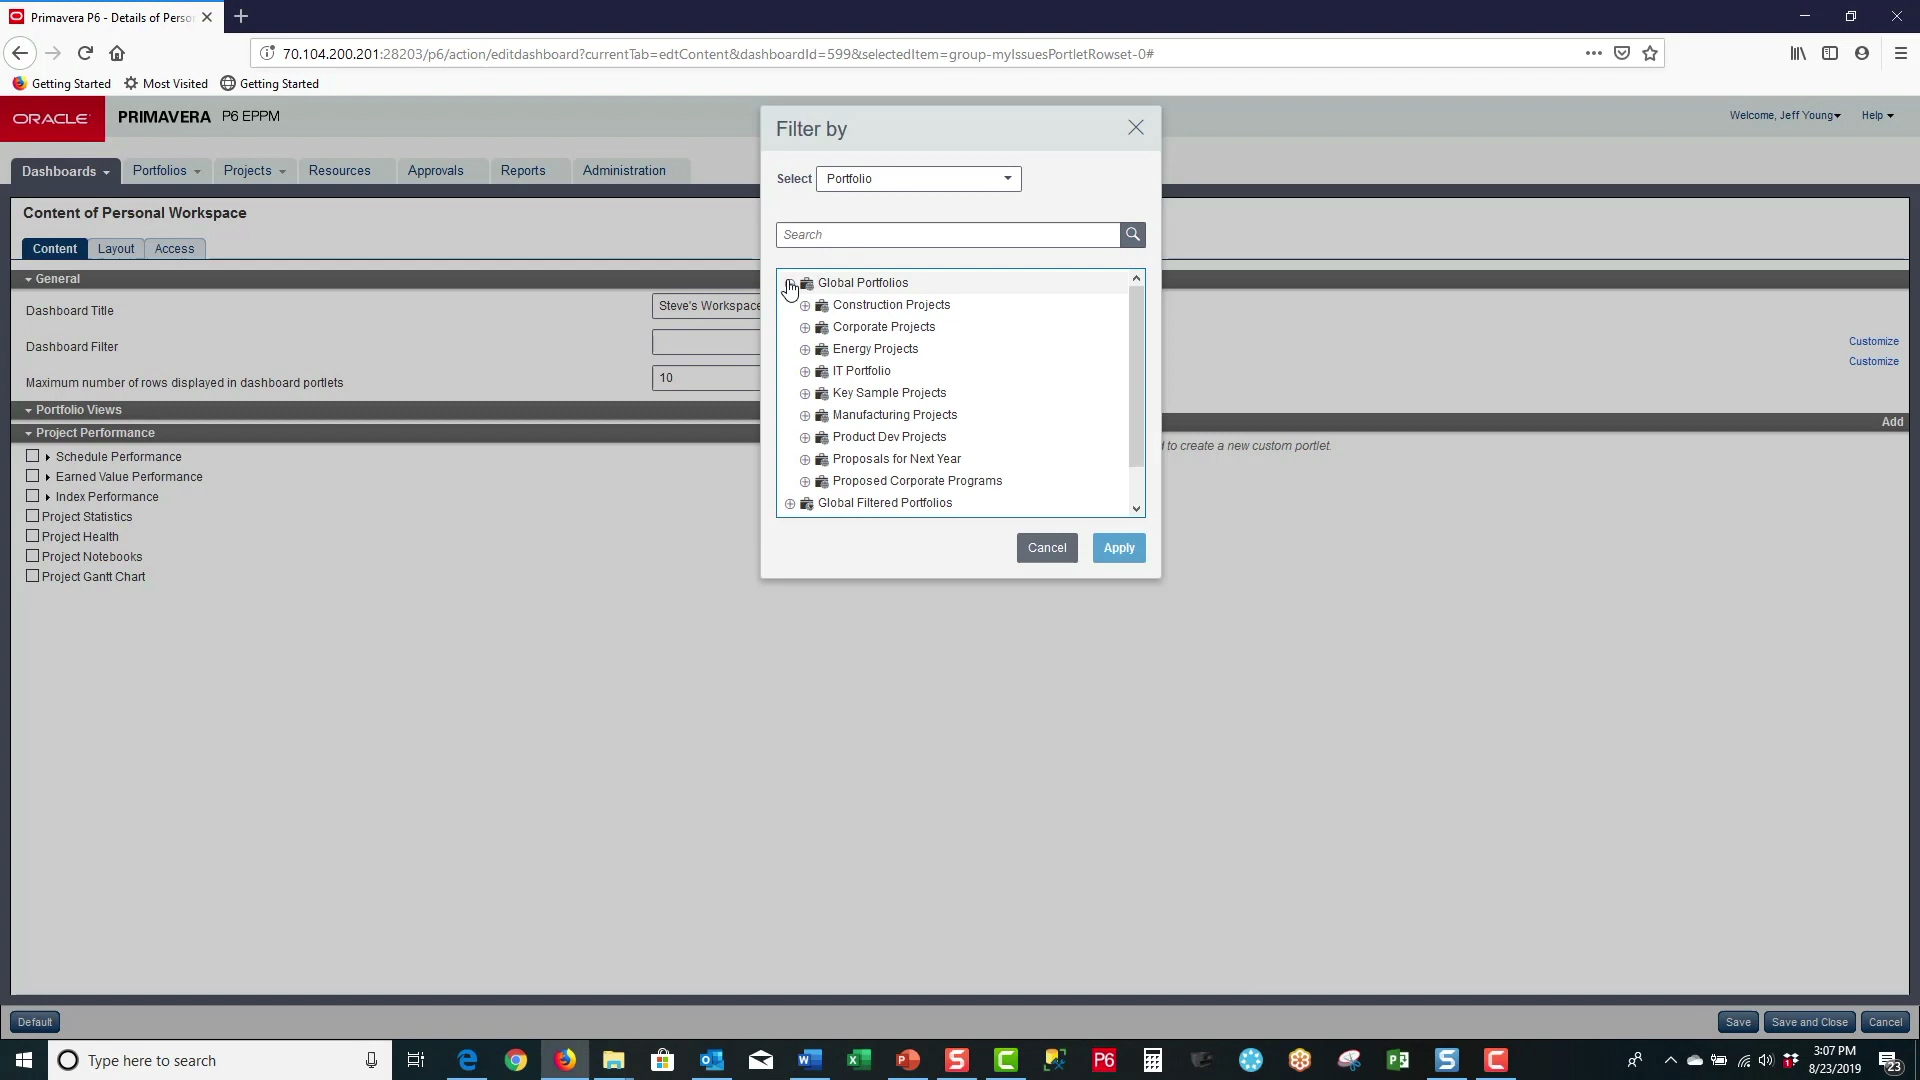 Primavera P6 - Details of Perso
70.104.200.201:28203/p6/action/editdashboard?currentTab=edtContent&dashboardId=599&selectedItem=group-myIssuesPortletRowset-0#
Getting Started
Most Visited
Getting Started
ORACLE
PRIMAVERA P6 EPPM
Welcome, Jeff Young
Help
Dashboards
Portfolios
Projects
Resources
Approvals
Reports
Administration
Content of Personal Workspace
Content
Layout
Access
General
Dashboard Title
Steve's Workspace
Dashboard Filter
Maximum number of rows displayed in dashboard portlets
10
Customize
Customize
Portfolio Views
Project Performance
Schedule Performance
Earned Value Performance
Index Performance
Project Statistics
Project Health
Project Notebooks
Project Gantt Chart
Add
to create a new custom portlet.
Filter by
Select
Portfolio
Search
Global Portfolios
Construction Projects
Corporate Projects
Energy Projects
IT Portfolio
Key Sample Projects
Manufacturing Projects
Product Dev Projects
Proposals for Next Year
Proposed Corporate Programs
Global Filtered Portfolios
Cancel
Apply
Default
Save
Save and Close
Cancel
Type here to search
P6
3:07 PM
8/23/2019
23